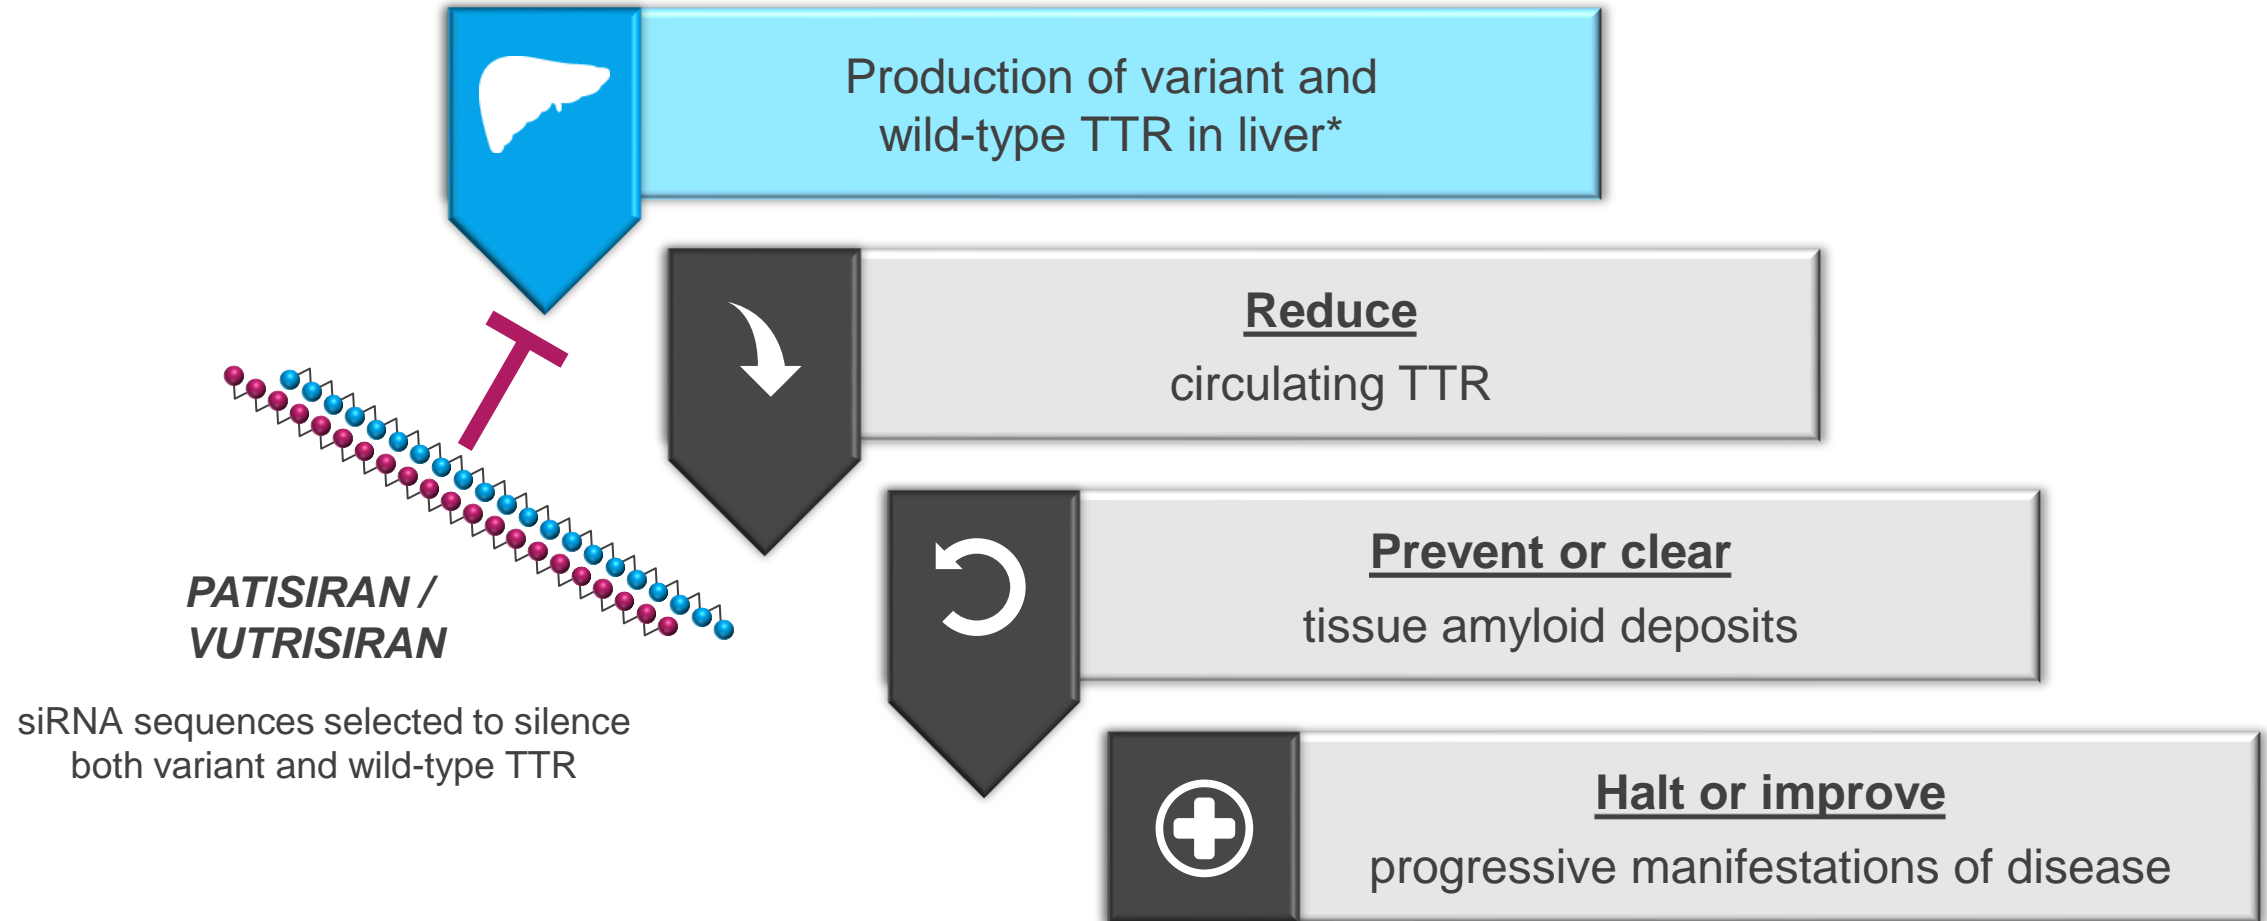 Production of variant and
wild-type TTR in liver*
Reduce
circulating TTR
Prevent or clear
tissue amyloid deposits
PATISIRAN /
VUTRISIRAN
siRNA sequences selected to silence
both variant and wild-type TTR
Halt or improve
progressive manifestations of disease